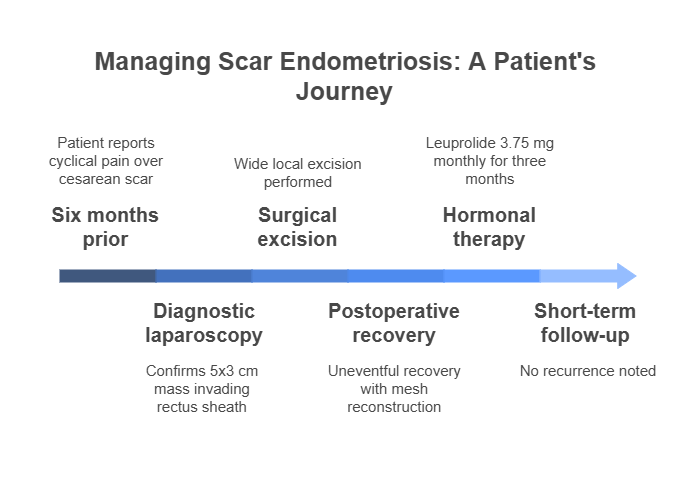 Managing Scar Endometriosis: A Patient's
Journey
Patient reports
cyclical pain over
cesarean scar
Six months
prior
Diagnostic
laparoscopy
Confirms 5x3 cm
mass invading
rectus sheath
Wide local excision
performed
Surgical
excision
Postoperative
recovery
Uneventful recovery
with mesh
reconstruction
Leuprolide 3.75 mg
monthly for three
months
Hormonal
therapy
Short-term
follow-up
No recurrence noted